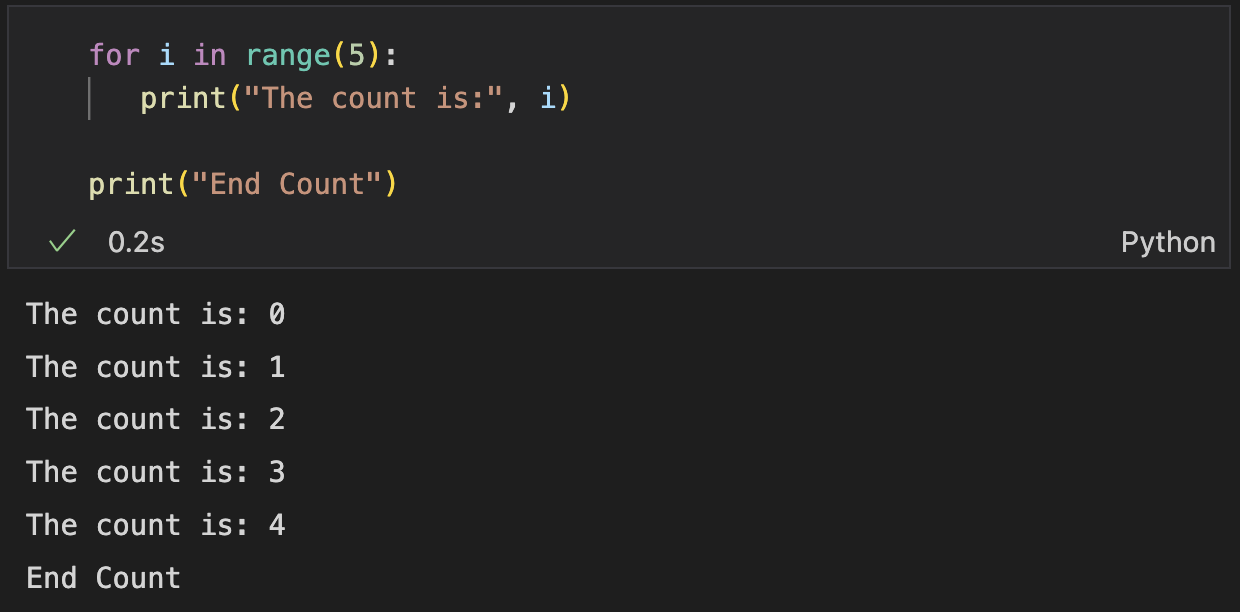 for i in range(5):
   print("The count is:", i)
print("End Count")
0.2s
Python
The count is: 0
The count is: 1
The count is: 2
The count is: 3
The count is: 4
End Count